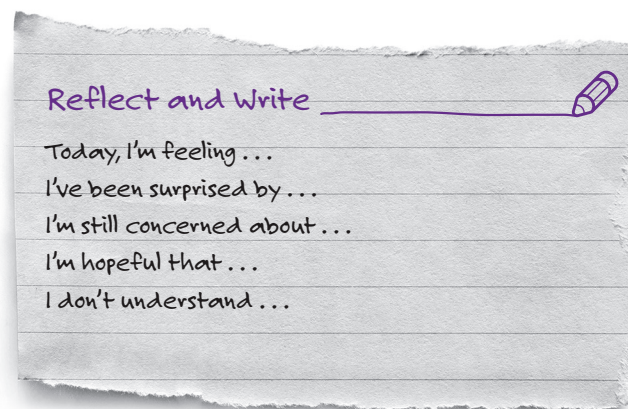 Reflect and Write
Today, I'm feeling . . .
I've been surprised by . . .
I'm still concerned about . . .
I'm hopeful that . . .
I don't understand . . .